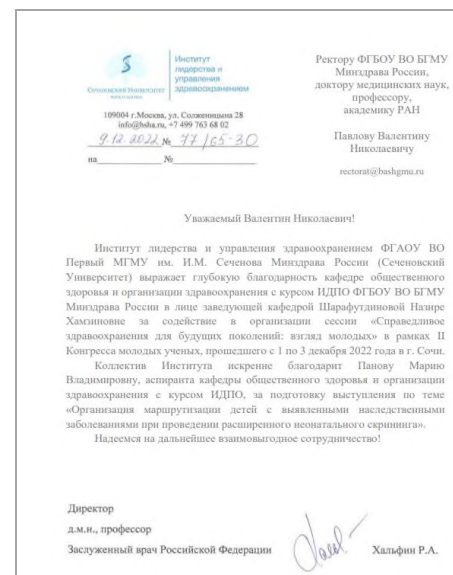 S
Сеченовский Университет
Институт
лидерства и
управления
здравоохранением
109004 г.Москва, ул. Солженицына 28
info@hsha.ru, +7 499 763 68 02
9.12.2022 № 77/65-30
на № 
Ректору ФГБОУ ВО БГМУ
Минздрава России,
доктору медицинских наук,
профессору,
академику РАН
Павлову Валентину
Николаевичу
rectorat@bashgmu.ru
Уважаемый Валентин Николаевич!
Институт лидерства и управления здравоохранением ФГАОУ ВО
Первый МГМУ им. И.М. Сеченова Минздрава России (Сеченовский
Университет) выражает глубокую благодарность кафедре общественного
здоровья и организации здравоохранения с курсом ИДПО ФГБОУ ВО БГМУ
Минздрава России в лице заведующей кафедрой Шарафутдиновой Назире
Хамзиновне за содействие в организации сессии «Справедливое
здравоохранения для будущих поколений: взгляд молодых» в рамках II
Конгресса молодых ученых, прошедшего с 1 по 3 декабря 2022 года в г. Сочи.
Коллектив Института искренне благодарит Панову Марию
Владимировну, аспиранта кафедры общественного здоровья и организации
здравоохранения с курсом ИДПО, за подготовку выступления по теме
«Организация маршрутизации детей с выявленными наследственными
заболеваниями при проведении расширенного неонатального скрининга».
Надеемся на дальнейшее взаимовыгодное сотрудничество!
Директор
д.м.н., профессор
Заслуженный врач Российской Федерации Хальфин Р.А.